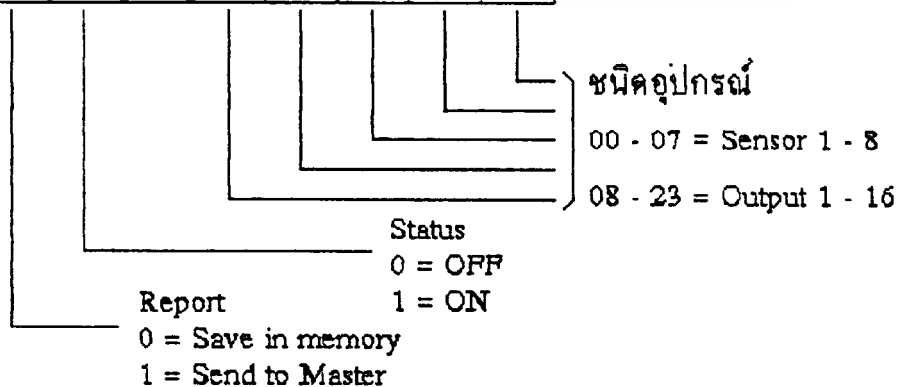 ชนิดอุปกรณ์
00 - 07 = Sensor 1 - 8
08 - 23 = Output 1 - 16
Status
0 = OFF
1 = ON
Report
0 = Save in memory
1 = Send to Master